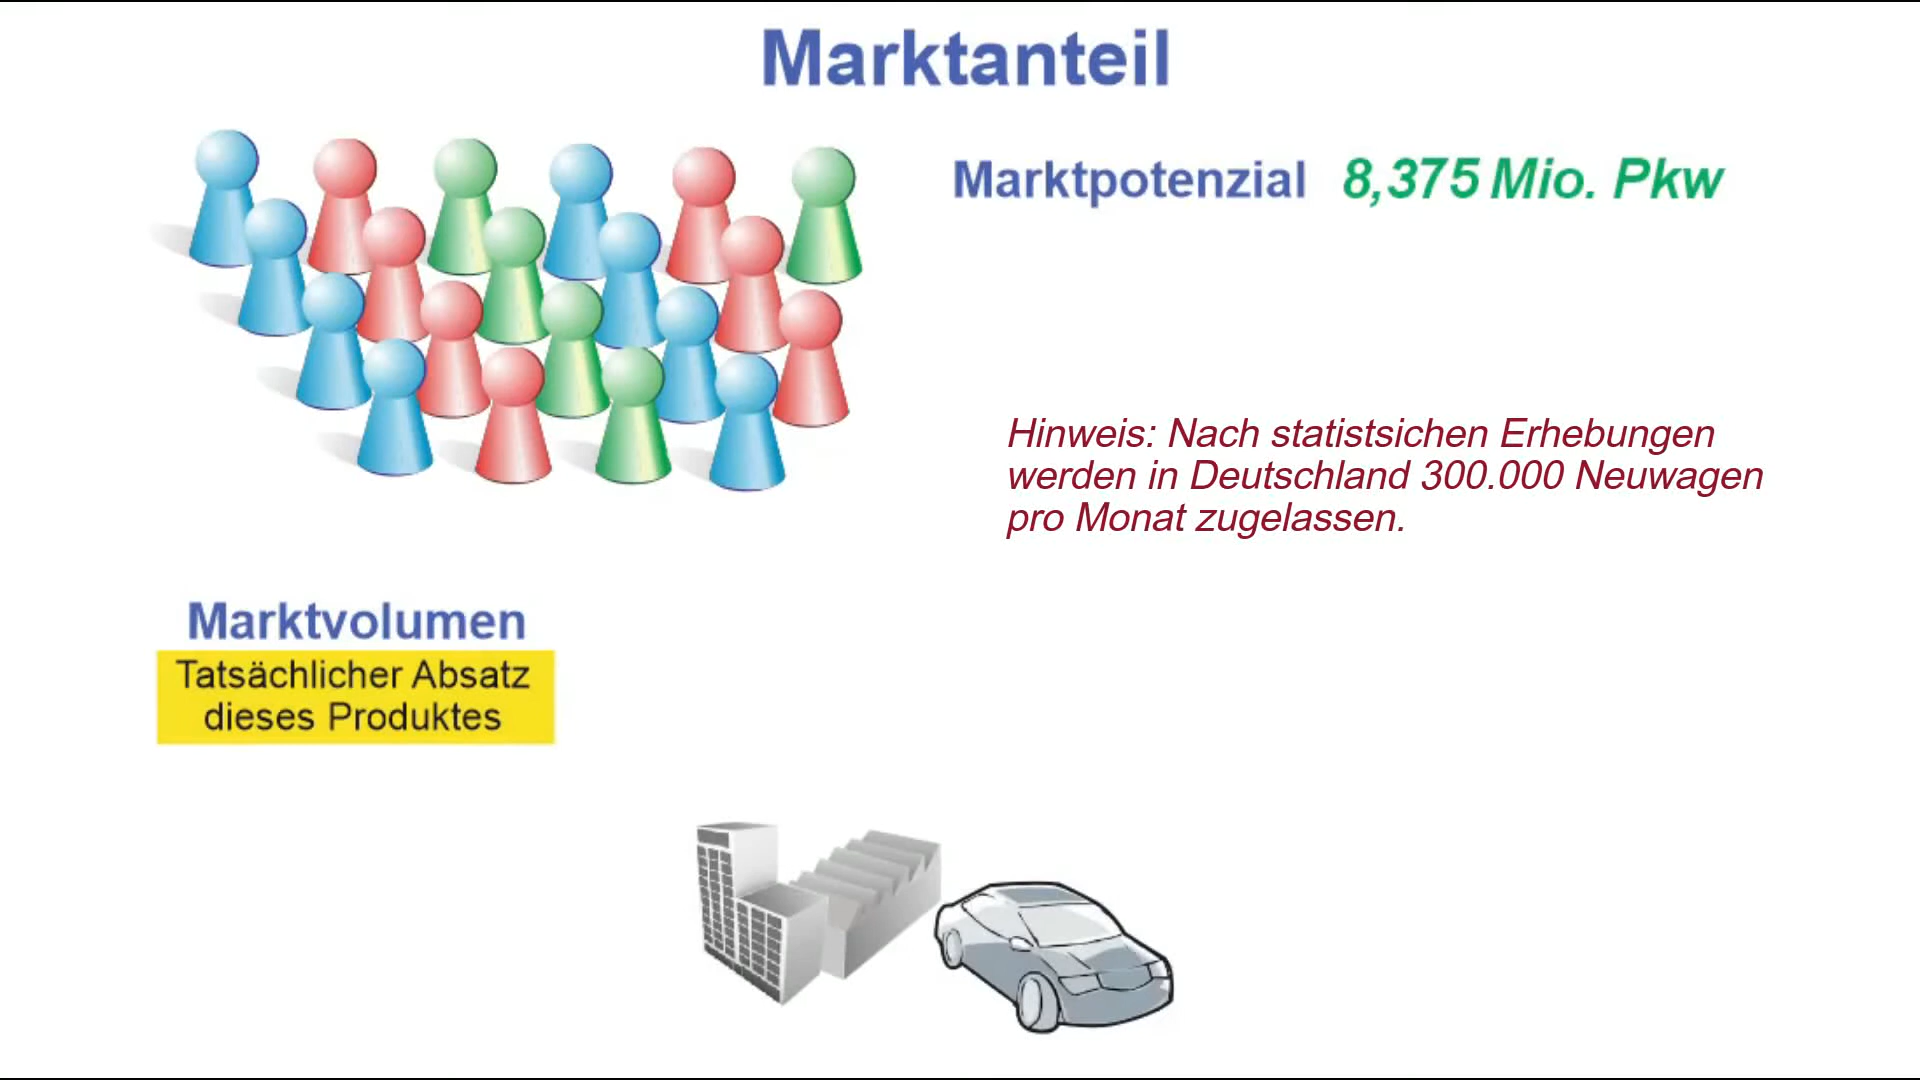 Marktanteil
Marktpotenzial 8,375 Mio. Pkw
Hinweis: Nach statistsichen Erhebungen
werden in Deutschland 300.000 Neuwagen
pro Monat zugelassen.
Marktvolumen
Tatsächlicher Absatz
dieses Produktes